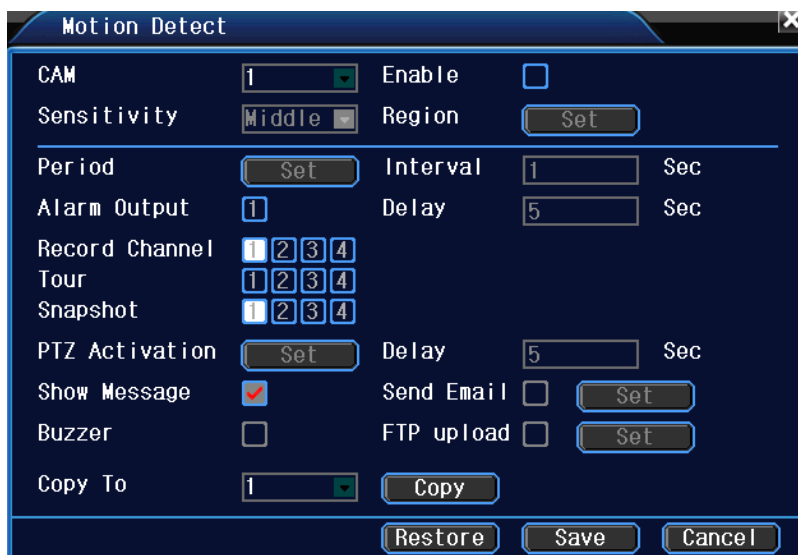 Motion Detect
CAM 1 Enable
Sensitivity Middle Region Set
Period Set Interval 1 Sec
Alarm Output 1 Delay 5 Sec
Record Channel 1 2 3 4
Tour 1 2 3 4
Snapshot 1 2 3 4
PTZ Activation Set Delay 5 Sec
Show Message Send Email Set
Buzzer FTP upload Set
Copy To 1 Copy
Restore Save Cancel